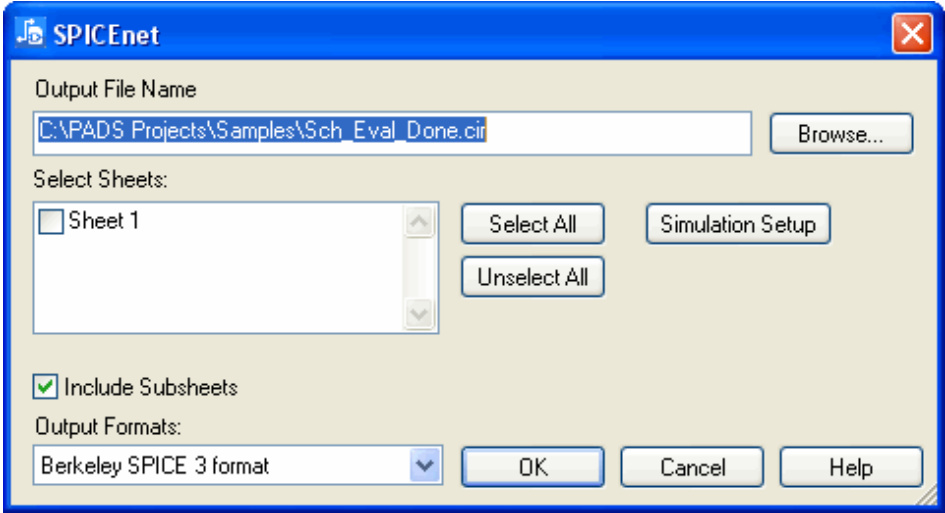 SPICEnet
Output File Name
C:\PADS Projects\Samples\Sch_Eval_Done.cir
Browse...
Select Sheets:
Sheet 1
Select All
Simulation Setup
Unselect All
Include Subsheets
Output Formats:
Berkeley SPICE 3 format
OK
Cancel
Help